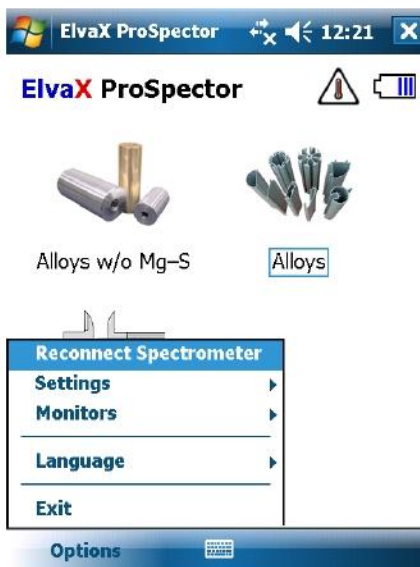 ElvaX ProSpector 12:21
ElvaX ProSpector
Alloys w/o Mg–S Alloys
Reconnect Spectrometer
Settings
Monitors
Language
Exit
Options